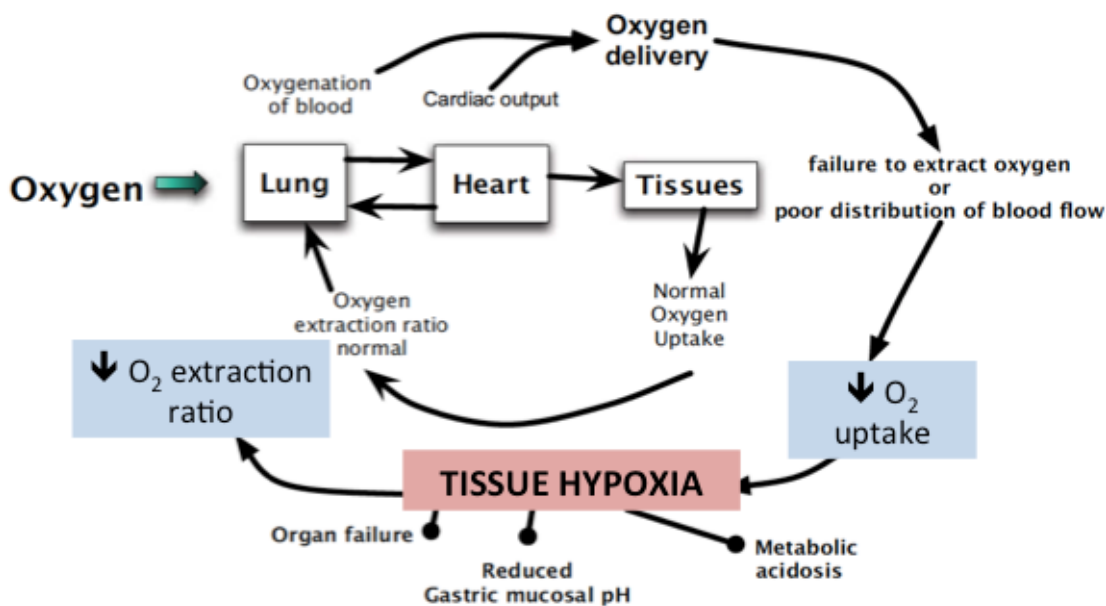 Oxygen
delivery
Oxygenation
of blood
Cardiac output
failure to extract oxygen
or
poor distribution of blood flow
Oxygen
Lung
Heart
Tissues
Oxygen
extraction ratio
normal
Normal
Oxygen
Uptake
🡻 O₂ extraction
ratio
🡻 O₂
uptake
TISSUE HYPOXIA
Organ failure
Reduced
Gastric mucosal pH
Metabolic
acidosis